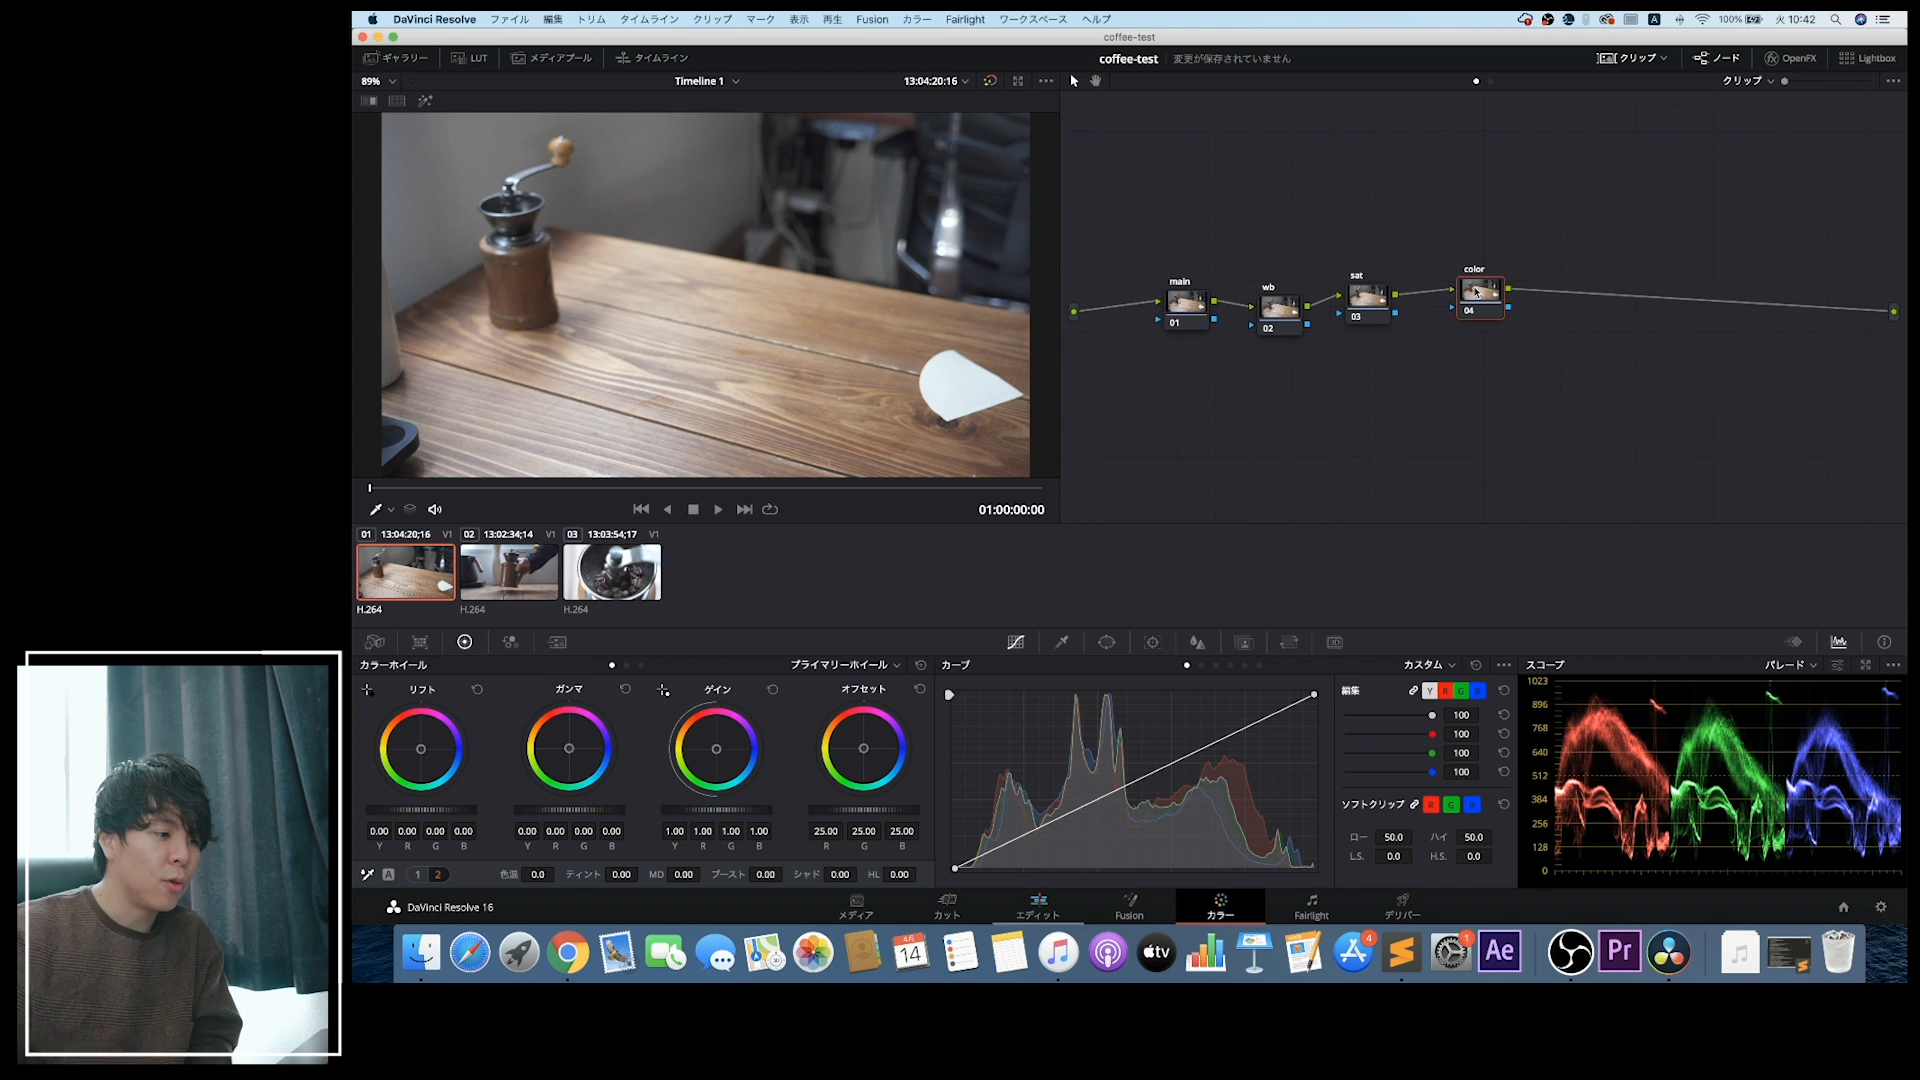 DaVinci Resolve ファイル 編集 トリム タイムライン クリップ マーク 表示 再生 Fusion カラー Fairlight ワークスペース ヘルプ
100% 火 10:42
coffee-test
ギャラリー LUT メディアプール タイムライン
coffee-test 変更が保存されていません
クリップ ノード OpenFX Lightbox
89% Timeline 1 13:04:20:16
クリップ
main 01
wb 02
sat 03
color 04
01:00:00:00
01 13:04:20;16 V1 02 13:02:34;14 V1 03 13:03:54;17 V1
H.264 H.264 H.264
カラーホイール プライマリーホイール
カーブ カスタム
スコープ パレード
リフト ガンマ ゲイン オフセット
0.00 0.00 0.00 0.00 0.00 0.00 0.00 0.00 1.00 1.00 1.00 1.00 25.00 25.00 25.00
Y R G B Y R G B Y R G B R G B
A 1 2 色温 0.0 ティント 0.00 MD 0.00 ブースト 0.00 シャド 0.00 HL 0.00
編集 Y R G B
100
100
100
100
ソフトクリップ R G B
ロー 50.0 ハイ 50.0
L.S. 0.0 H.S. 0.0
1023
896
768
640
512
384
256
128
0
DaVinci Resolve 16
メディア カット エディット Fusion カラー Fairlight デリバー
4月
14
tv
4
1
Ae
Pr